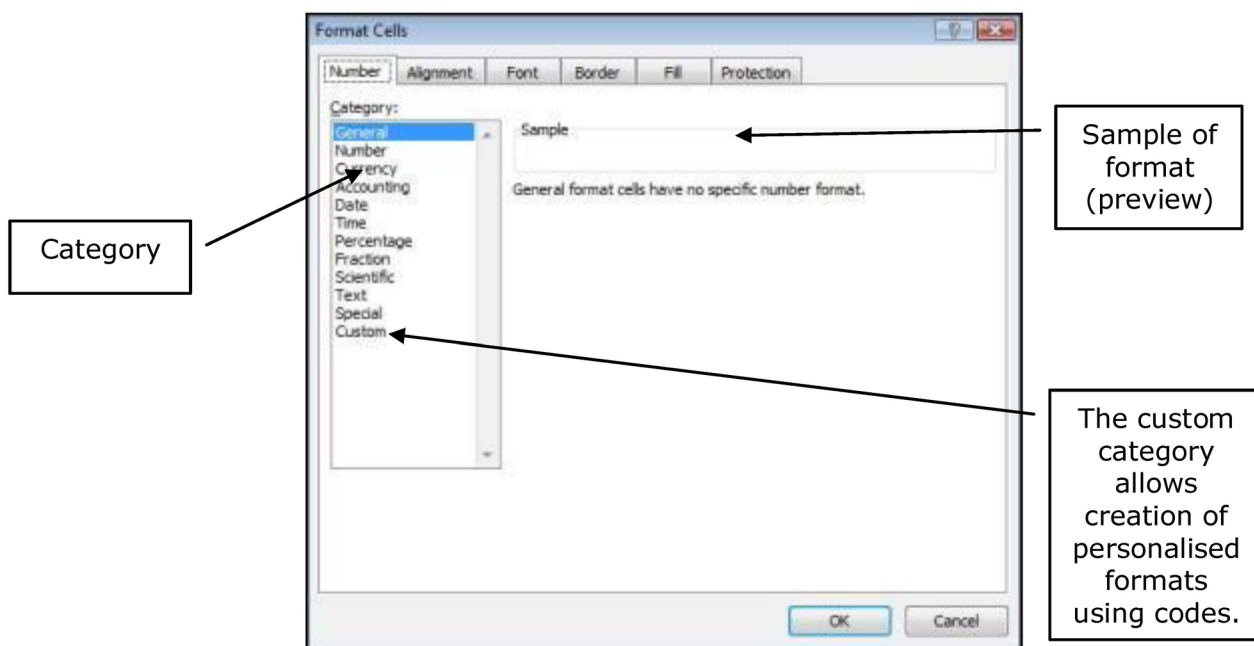 Format Cells
Number Alignment Font Border Fill Protection
Category:
General
Number
Currency
Accounting
Date
Time
Percentage
Fraction
Scientific
Text
Special
Custom
Sample
General format cells have no specific number format.
OK Cancel
Category
Sample of
format
(preview)
The custom
category
allows
creation of
personalised
formats
using codes.